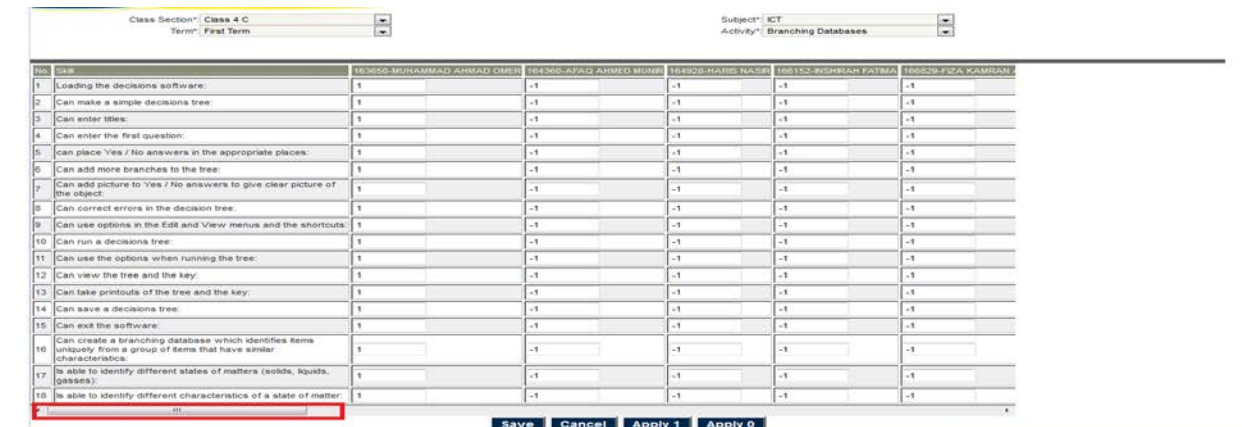 Class Section*: Class 4 C Subject*: ICT
Term*: First Term Activity*: Branching Databases
No. Skill 163650-MUHAMMAD AHMAD OMER 164360-AFAQ AHMED MUNIR 164928-HARIS NASIR 166152-INSHIRAH FATIMA 166829-FIZA KAMRAN
1 Loading the decisions software: 1 -1 -1 -1 -1
2 Can make a simple decisions tree: 1 -1 -1 -1 -1
3 Can enter titles: 1 -1 -1 -1 -1
4 Can enter the first question: 1 -1 -1 -1 -1
5 can place Yes / No answers in the appropriate places: 1 -1 -1 -1 -1
6 Can add more branches to the tree: 1 -1 -1 -1 -1
7 Can add picture to Yes / No answers to give clear picture of
the object: 1 -1 -1 -1 -1
8 Can correct errors in the decision tree: 1 -1 -1 -1 -1
9 Can use options in the Edit and View menus and the shortcuts: 1 -1 -1 -1 -1
10 Can run a decisions tree: 1 -1 -1 -1 -1
11 Can use the options when running the tree: 1 -1 -1 -1 -1
12 Can view the tree and the key: 1 -1 -1 -1 -1
13 Can take printouts of the tree and the key: 1 -1 -1 -1 -1
14 Can save a decisions tree: 1 -1 -1 -1 -1
15 Can exit the software: 1 -1 -1 -1 -1
Can create a branching database which identifies items
16 uniquely from a group of items that have similar 1 -1 -1 -1 -1
characteristics:
17 Is able to identify different states of matters (solids, liquids,
gasses): 1 -1 -1 -1 -1
18 Is able to identify different characteristics of a state of matter: 1 -1 -1 -1 -1
Save Cancel Apply 1 Apply 0